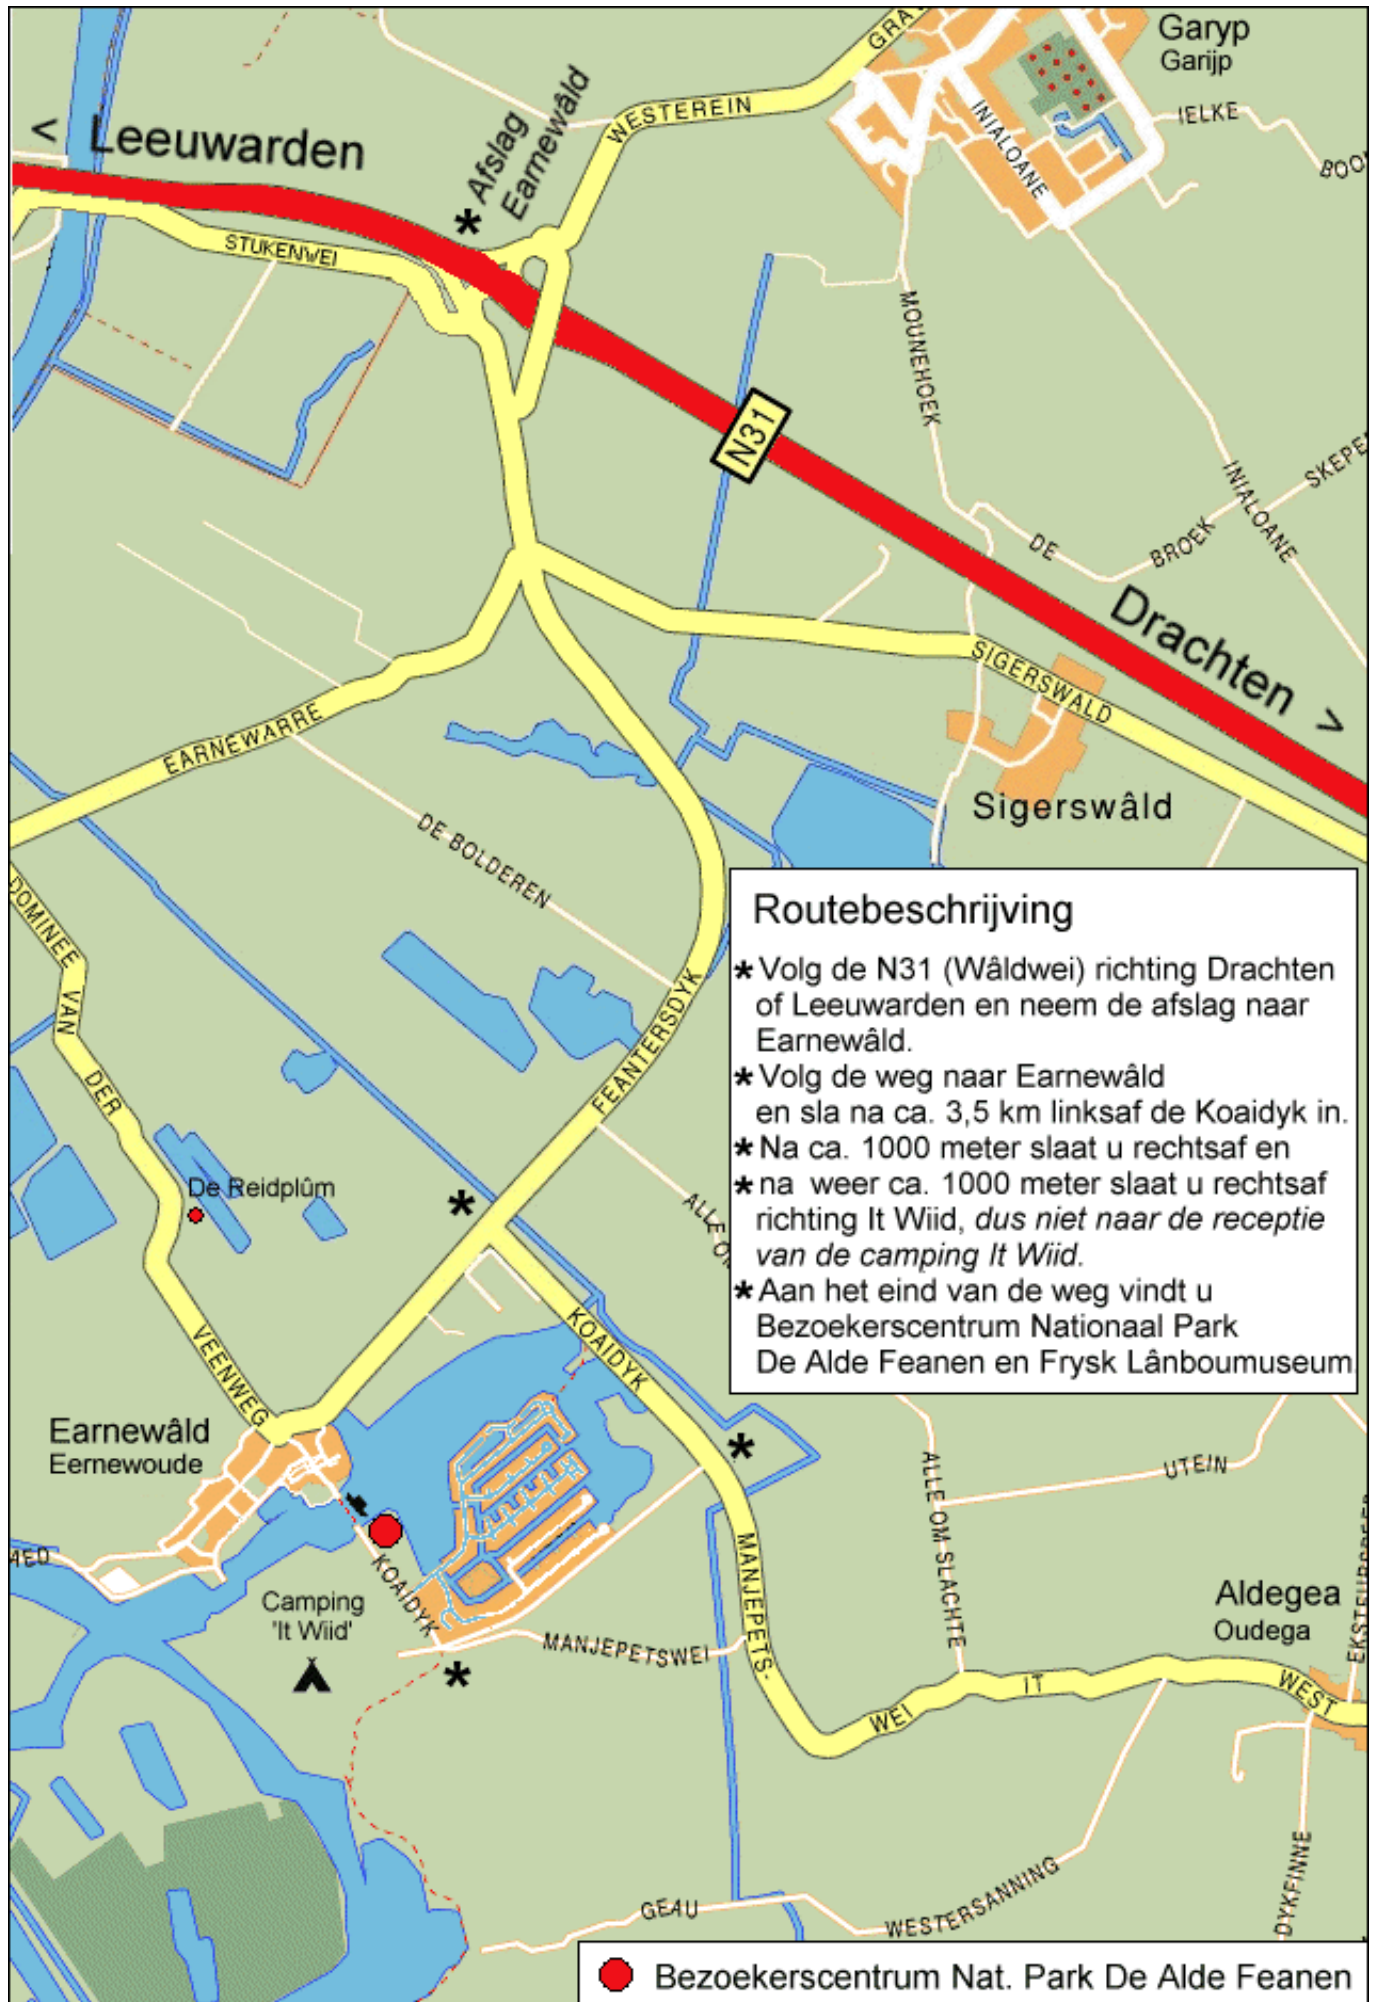 Garyp
Garijp
GRA
WESTEREIN
IELKE
BOO
INIALOANE
< Leeuwarden
* Afslag
Earnewâld
STUKENWEI
MOUNEHOEK
N31
INIALOANE
SKEPE
DE BROEK
Drachten >
SIGERSWALD
Sigerswâld
EARNEWARRE
DE BOLDEREN
DOMINEE VAN DER VEENWEG
FEANTERSDYK
Routebeschrijving
* Volg de N31 (Wâldwei) richting Drachten
of Leeuwarden en neem de afslag naar
Earnewâld.
* Volg de weg naar Earnewâld
en sla na ca. 3,5 km linksaf de Koaidyk in.
* Na ca. 1000 meter slaat u rechtsaf en
* na weer ca. 1000 meter slaat u rechtsaf
richting It Wiid, dus niet naar de receptie
van de camping It Wiid.
* Aan het eind van de weg vindt u
Bezoekerscentrum Nationaal Park
De Alde Feanen en Frysk Lânboumuseum
De Reidplûm
*
ALLE O
KOAIDYK
Earnewâld
Eernewoude
*
ALLE OM SLACHTE
UTEIN
KOAIDYK
Camping
'It Wiid'
*
MANJEPETSWEI
MANJEPETS-
WEI
IT WEST
Aldegea
Oudega
GEAU
WESTERSANNING
DYKFINNE
Bezoekerscentrum Nat. Park De Alde Feanen